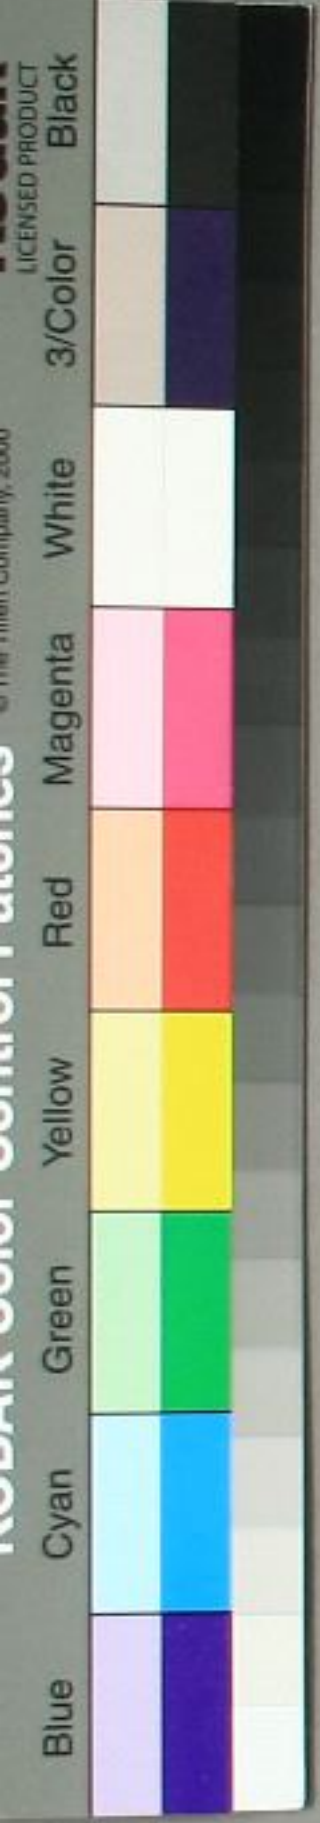 LICENSED PRODUCT
KODAK Color Control Patches
Blue Cyan Green Yellow Red Magenta White 3/Color Black